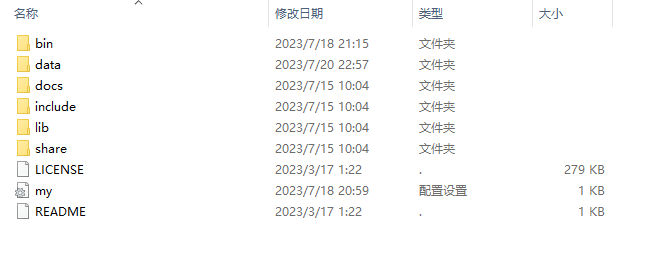 名称 修改日期 类型 大小
bin 2023/7/18 21:15 文件夹
data 2023/7/20 22:57 文件夹
docs 2023/7/15 10:04 文件夹
include 2023/7/15 10:04 文件夹
lib 2023/7/15 10:04 文件夹
share 2023/7/15 10:04 文件夹
LICENSE 2023/3/17 1:22 . 279 KB
my 2023/7/18 20:59 配置设置 1 KB
README 2023/3/17 1:22 . 1 KB